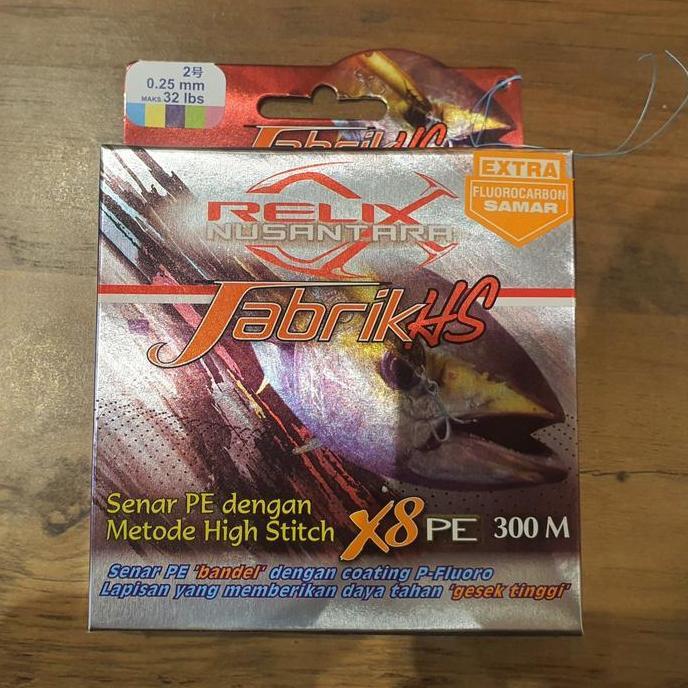 2号
0.25 mm
MAKS 32 lbs
JabrikHS
EXTRA
FLUOROCARBON
SAMAR
RELIX
NUSANTARA
JabrikHS
Senar PE dengan
Metode High Stitch X8 PE 300 M
Senar PE 'bandel' dengan coating P-Fluoro
Lapisan yang memberikan daya tahan 'gesek tinggi'